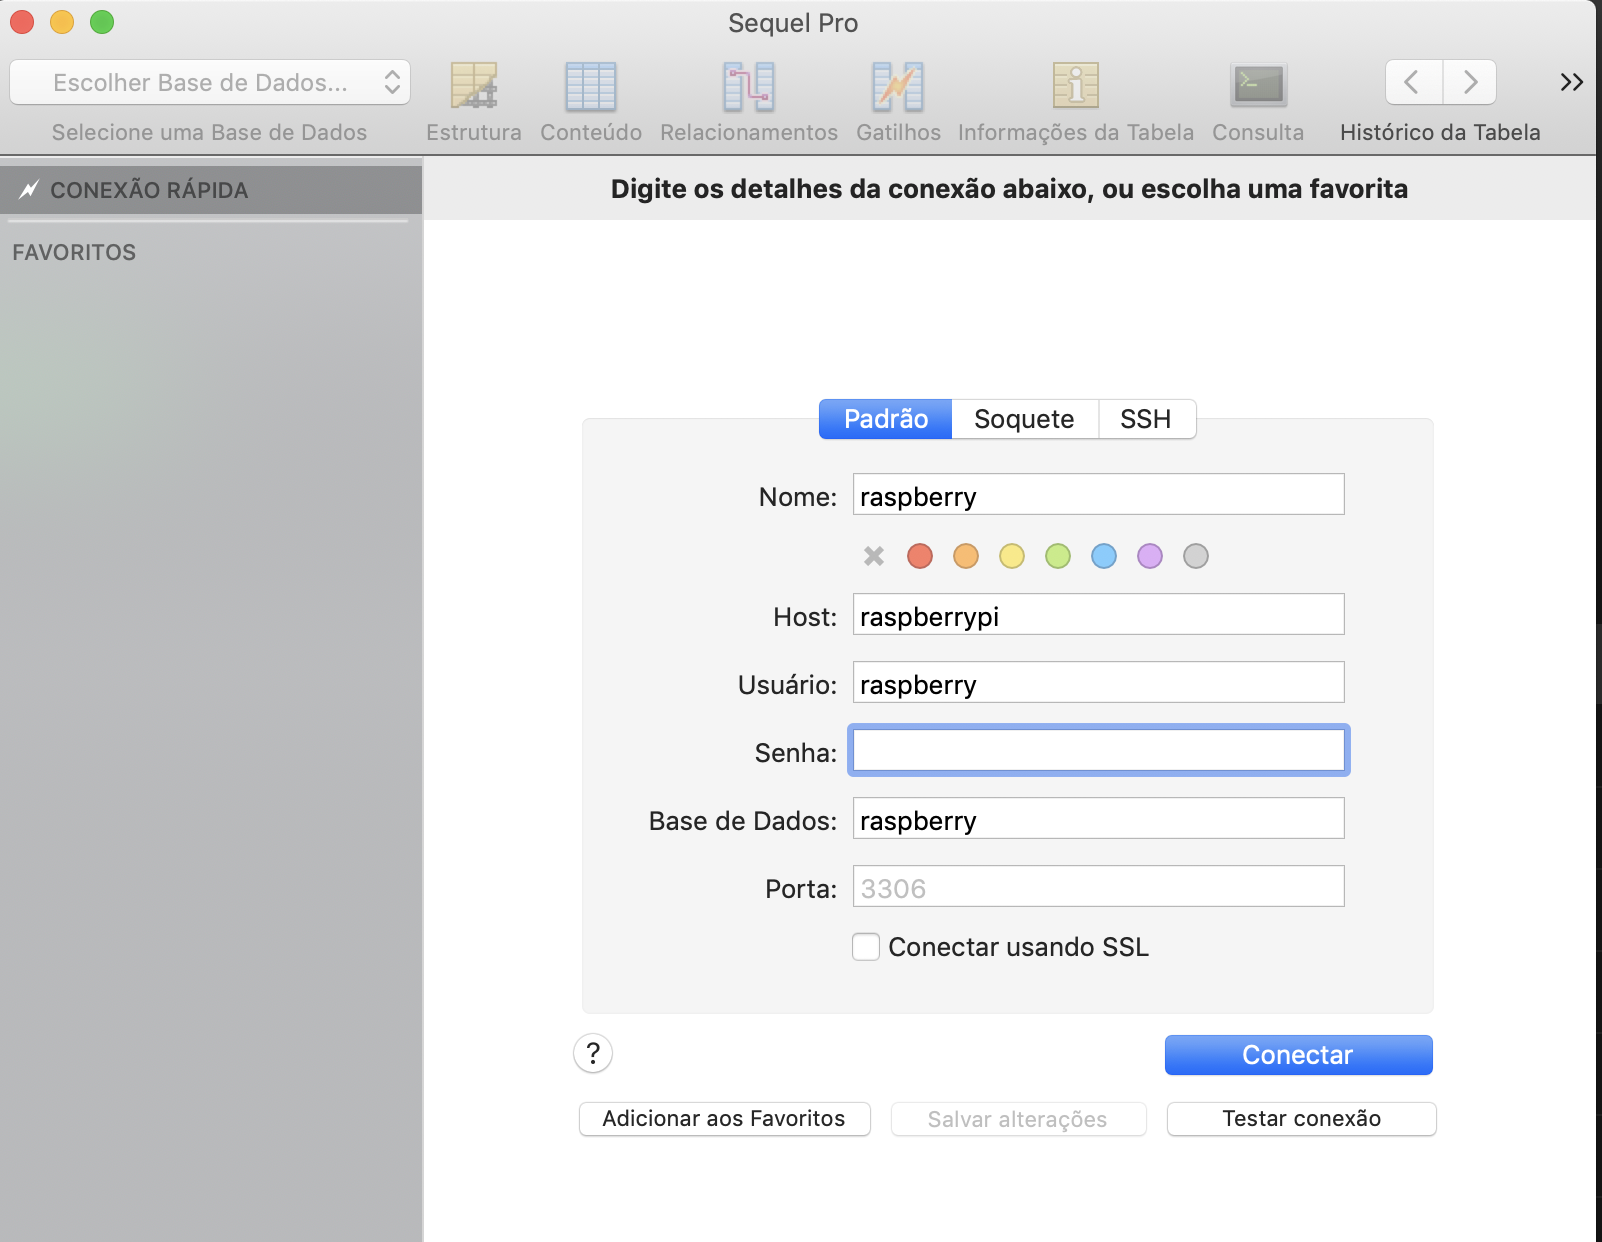 Sequel Pro
Escolher Base de Dados...
Selecione uma Base de Dados
Estrutura
Conteúdo
Relacionamentos
Gatilhos
Informações da Tabela
Consulta
Histórico da Tabela
CONEXÃO RÁPIDA
FAVORITOS
Digite os detalhes da conexão abaixo, ou escolha uma favorita
Padrão
Soquete
SSH
Nome: raspberry
Host: raspberrypi
Usuário: raspberry
Senha:
Base de Dados: raspberry
Porta: 3306
Conectar usando SSL
?
Conectar
Adicionar aos Favoritos
Salvar alterações
Testar conexão